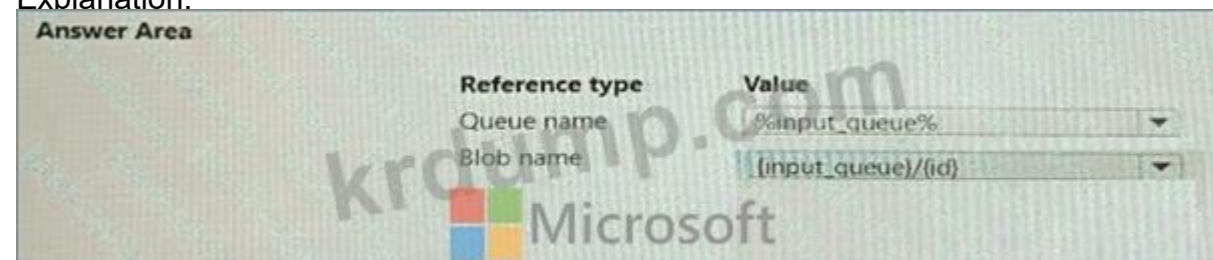 Explanation:
Answer Area
Reference type Value
Queue name %input_queue%
Blob name {input_queue}/{id}
krdump.com
Microsoft